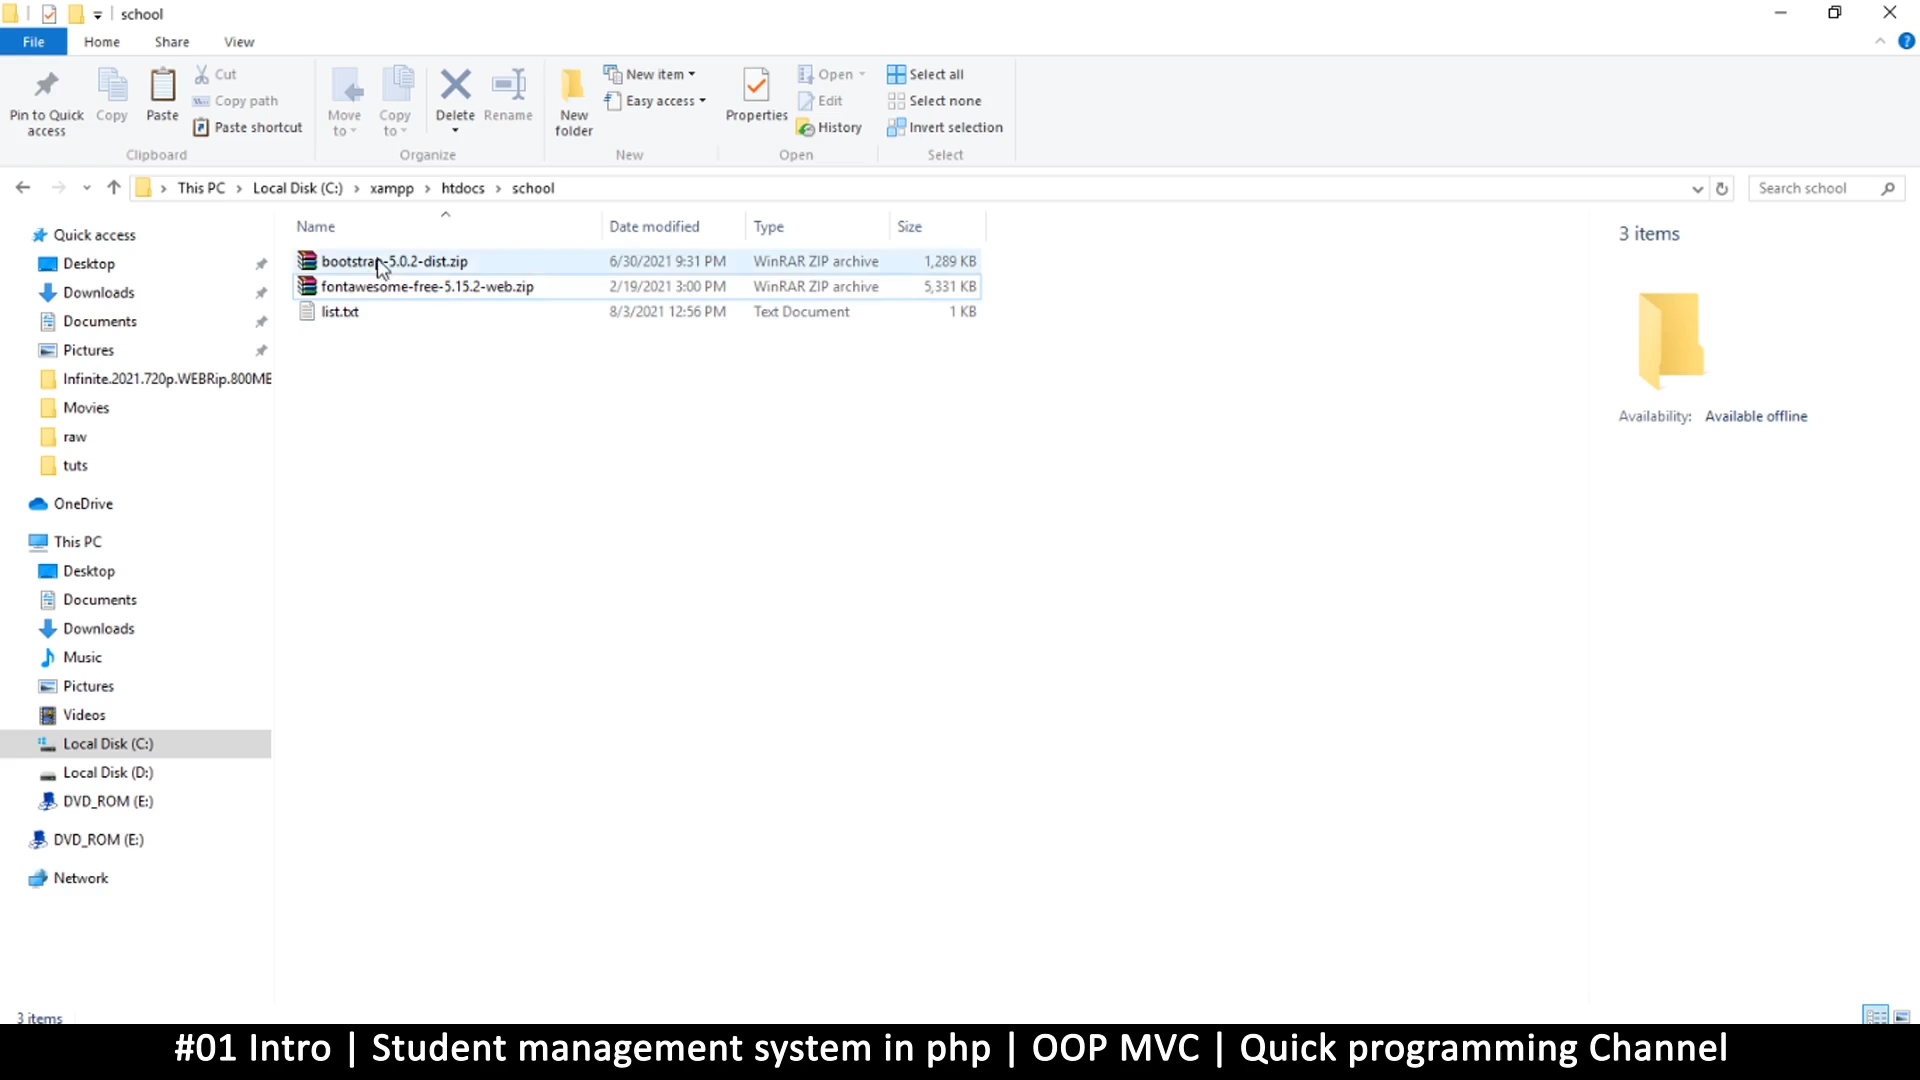 school
File Home Share View
Pin to Quick access
Copy
Paste
Cut
Copy path
Paste shortcut
Clipboard
Move to
Copy to
Delete
Rename
Organize
New folder
New item
Easy access
New
Properties
Open
Edit
History
Open
Select all
Select none
Invert selection
Select
This PC > Local Disk (C:) > xampp > htdocs > school
Search school
Name Date modified Type Size
bootstrap-5.0.2-dist.zip 6/30/2021 9:31 PM WinRAR ZIP archive 1,289 KB
fontawesome-free-5.15.2-web.zip 2/19/2021 3:00 PM WinRAR ZIP archive 5,331 KB
list.txt 8/3/2021 12:56 PM Text Document 1 KB
Quick access
Desktop
Downloads
Documents
Pictures
Infinite.2021.720p.WEBRip.800ME
Movies
raw
tuts
OneDrive
This PC
Desktop
Documents
Downloads
Music
Pictures
Videos
Local Disk (C:)
Local Disk (D:)
DVD_ROM (E:)
DVD_ROM (E:)
Network
3 items
Availability: Available offline
3 items
#01 Intro | Student management system in php | OOP MVC | Quick programming Channel